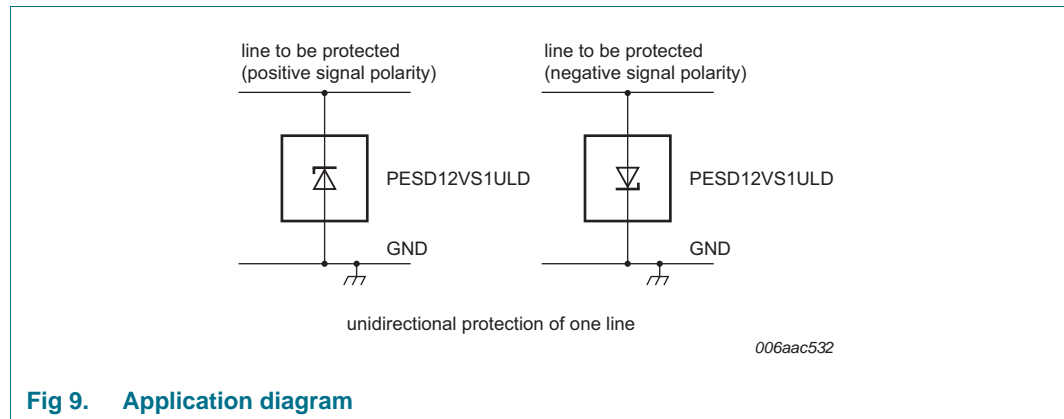 line to be protected
(positive signal polarity)
line to be protected
(negative signal polarity)
PESD12VS1ULD
PESD12VS1ULD
GND
GND
unidirectional protection of one line
006aac532
Fig 9. Application diagram